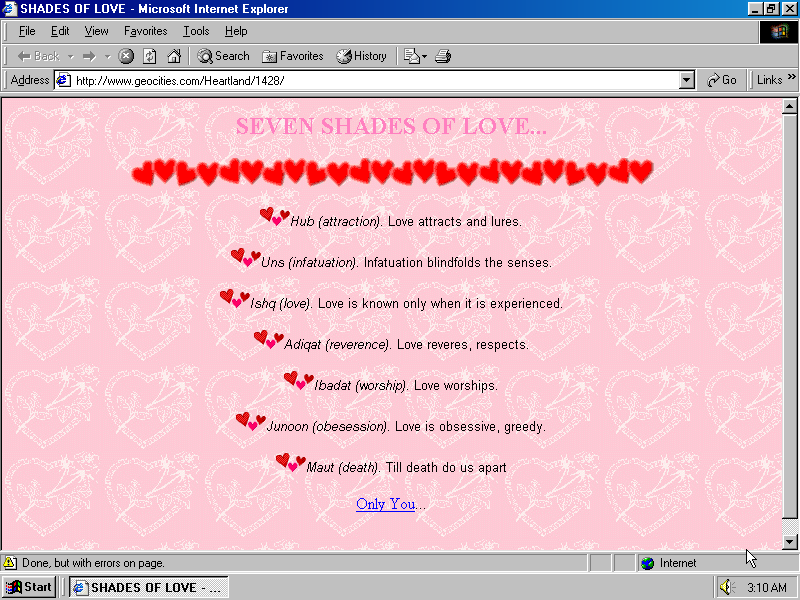 SHADES OF LOVE - Microsoft Internet Explorer
File Edit View Favorites Tools Help
Back Search Favorites History
Address http://www.geocities.com/Heartland/1428/ Go Links »
SEVEN SHADES OF LOVE...
Hub (attraction). Love attracts and lures.
Uns (infatuation). Infatuation blindfolds the senses.
Ishq (love). Love is known only when it is experienced.
Adiqat (reverence). Love reveres, respects.
Ibadat (worship). Love worships.
Junoon (obesession). Love is obsessive, greedy.
Maut (death). Till death do us apart
Only You...
Done, but with errors on page. Internet
Start SHADES OF LOVE - ... 3:10 AM